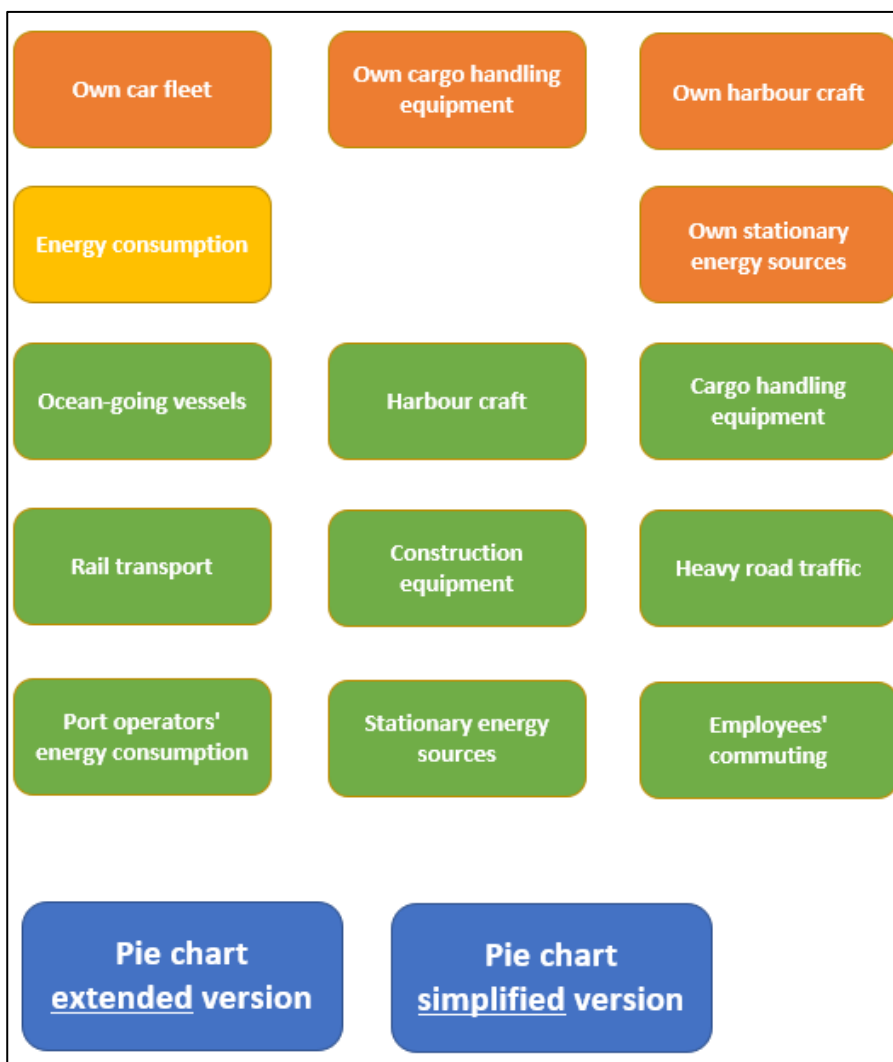 Own car fleet
Own cargo handling
equipment
Own harbour craft
Energy consumption
Own stationary
energy sources
Ocean-going vessels
Harbour craft
Cargo handling
equipment
Rail transport
Construction
equipment
Heavy road traffic
Port operators'
energy consumption
Stationary energy
sources
Employees'
commuting
Pie chart
extended version
Pie chart
simplified version